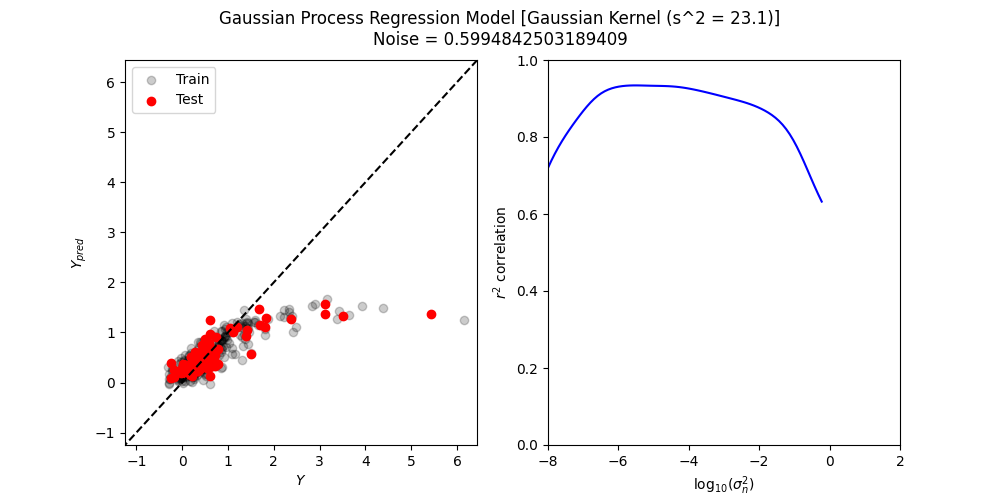 Gaussian Process Regression Model [Gaussian Kernel (s^2 = 23.1)]
Noise = 0.5994842503189409
Train
Test
6
5
4
3
2
1
0
−1
Y_{pred}
−1 0 1 2 3 4 5 6
Y
1.0
0.8
0.6
0.4
0.2
0.0
r^2 correlation
−8 −6 −4 −2 0 2
log_{10}(σ_n^2)